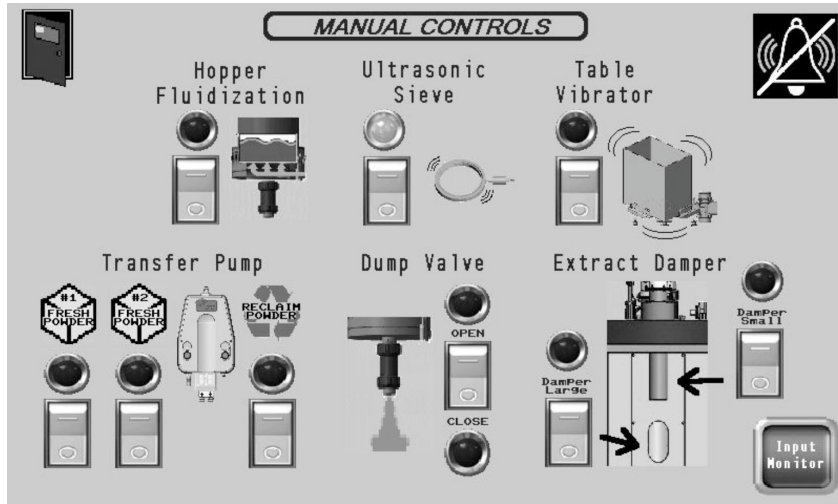 MANUAL CONTROLS
Hopper
Fluidization
Ultrasonic
Sieve
Table
Vibrator
Transfer Pump
#1
FRESH
POWDER
#2
FRESH
POWDER
RECLAIM
POWDER
Dump Valve
OPEN
CLOSE
Extract Damper
Damper
Small
Damper
Large
Input
Monitor